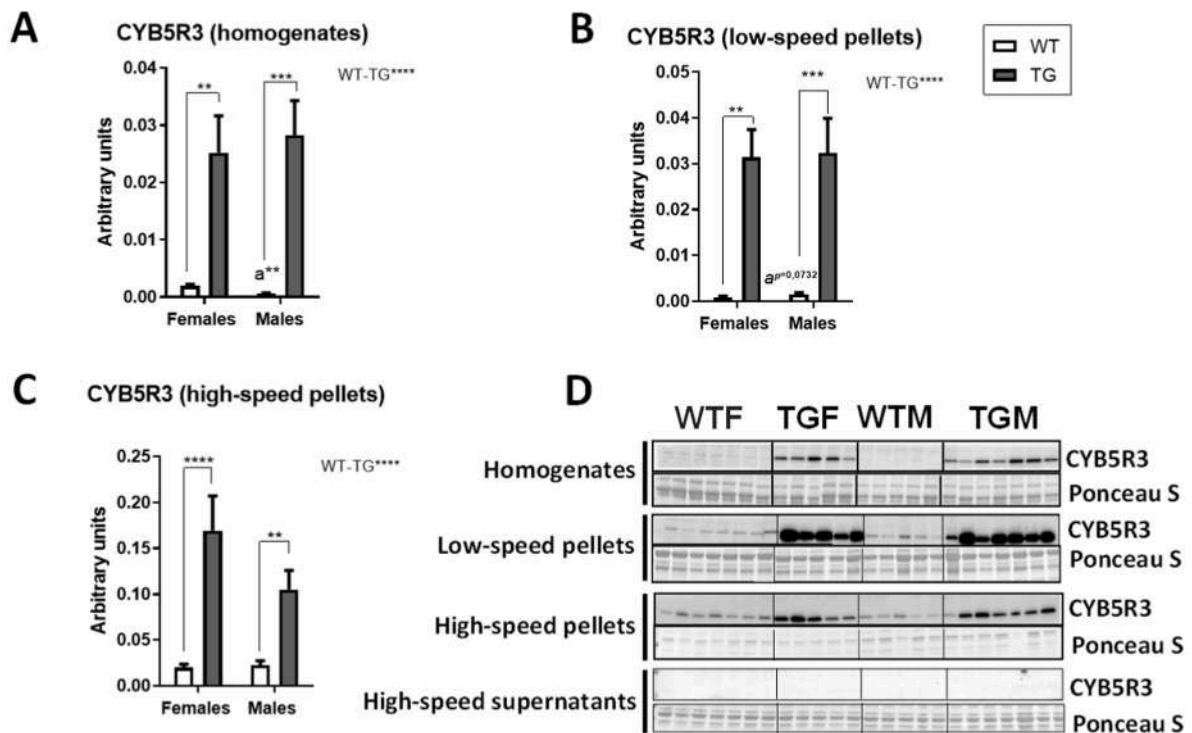 A
CYB5R3 (homogenates)
WT-TG****
** ***
Arbitrary units
0.04
0.03
0.02
0.01
0.00
a**
Females Males
B
CYB5R3 (low-speed pellets)
WT-TG****
** ***
Arbitrary units
0.05
0.04
0.03
0.02
0.01
0.00
a p=0,0732
Females Males
WT
TG
C
CYB5R3 (high-speed pellets)
WT-TG****
**** **
Arbitrary units
0.25
0.20
0.15
0.10
0.05
0.00
Females Males
D
WTF TGF WTM TGM
Homogenates CYB5R3
Ponceau S
Low-speed pellets CYB5R3
Ponceau S
High-speed pellets CYB5R3
Ponceau S
High-speed supernatants CYB5R3
Ponceau S